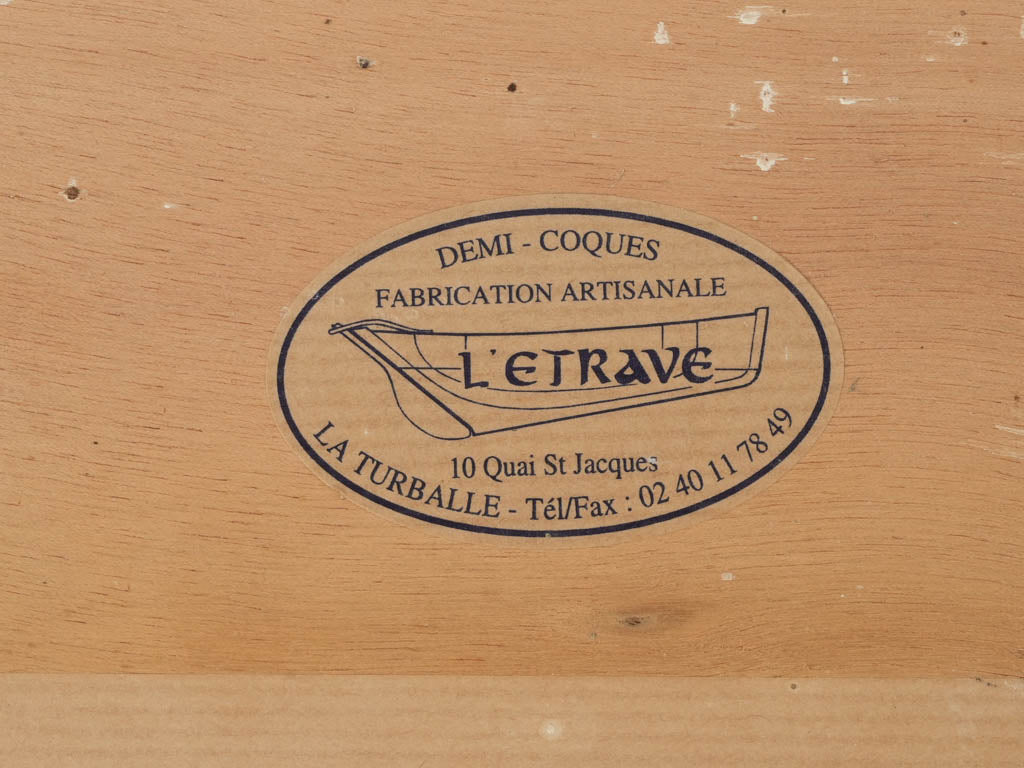 DEMI - COQUES
FABRICATION ARTISANALE
L'ETRAVE
10 Quai St Jacques
LA TURBALLE - Tél/Fax : 02 40 11 78 49